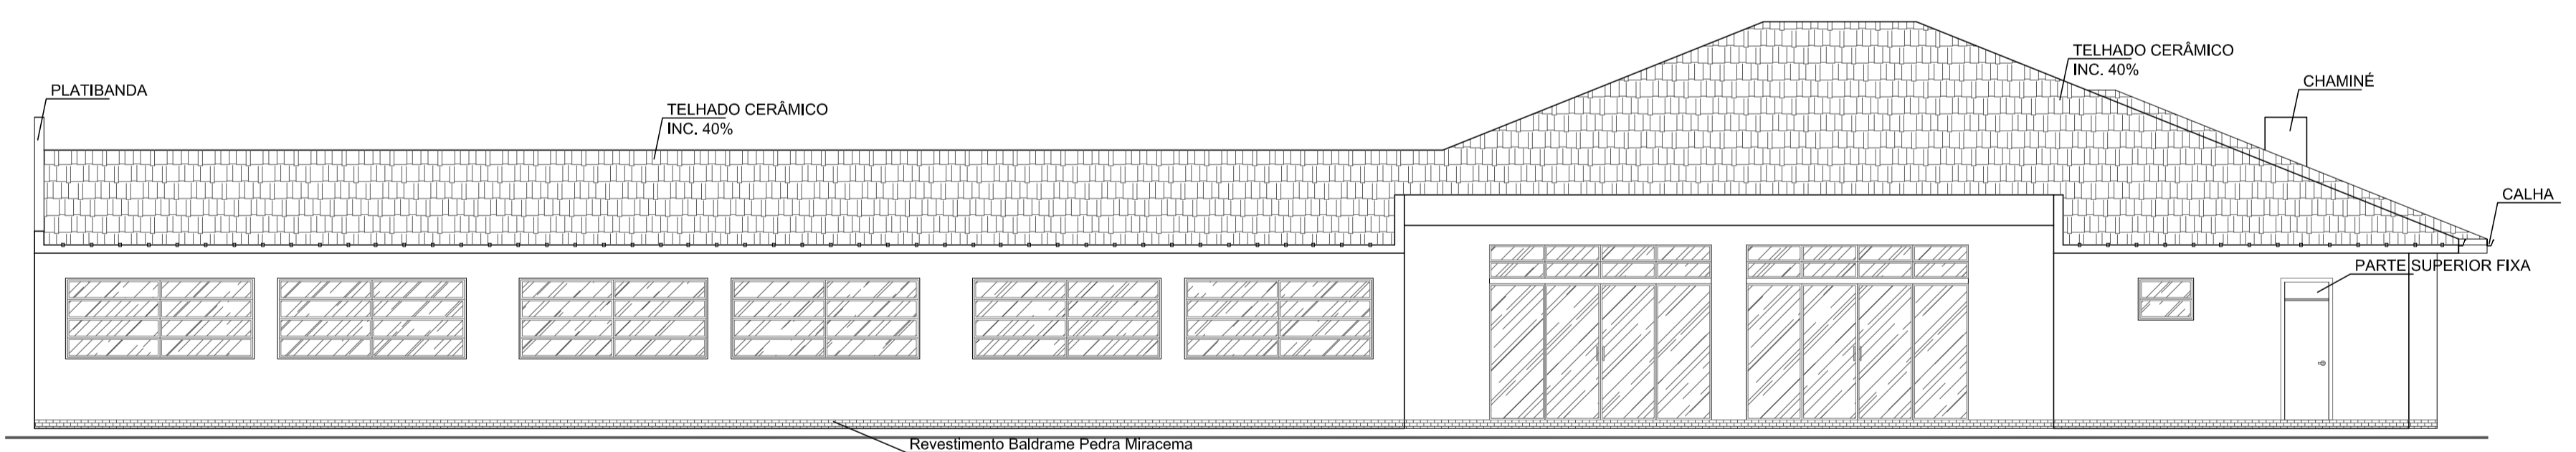 PLATIBANDA
TELHADO CERÂMICO
INC. 40%
TELHADO CERÂMICO
INC. 40%
CHAMINÉ
CALHA
PARTE SUPERIOR FIXA
Revestimento Baldrame Pedra Miracema